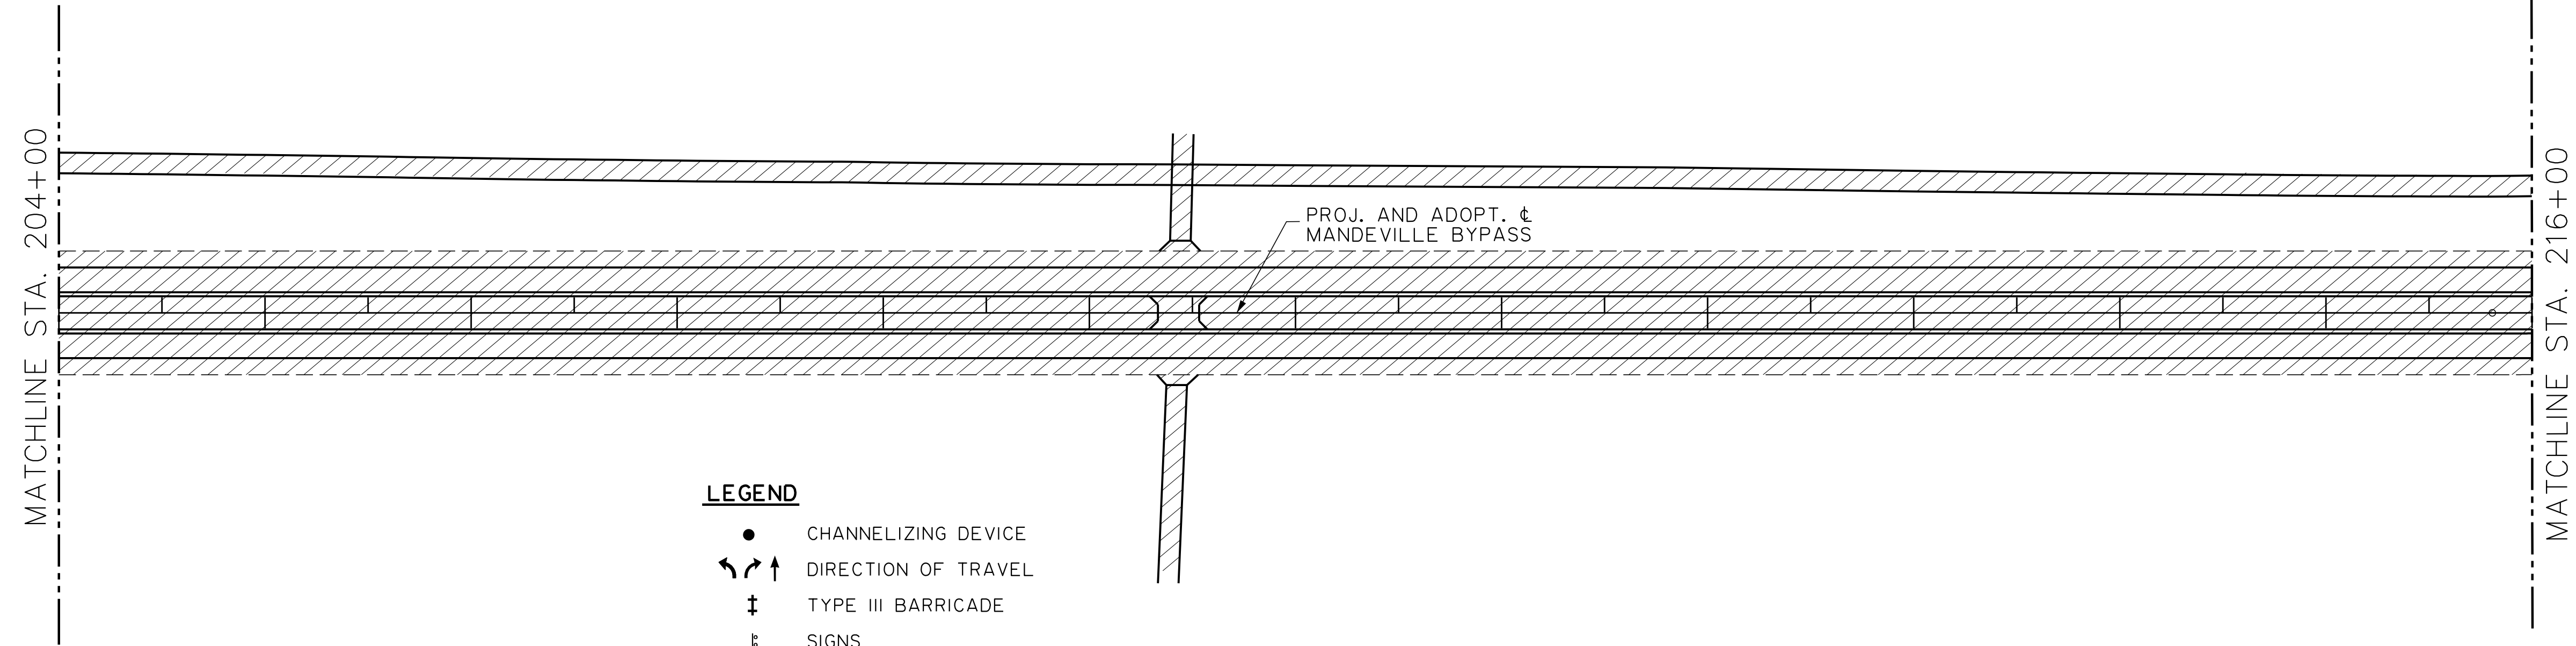 MATCHLINE STA. 204+00
PROJ. AND ADOPT. ℄
MANDEVILLE BYPASS
MATCHLINE STA. 216+00
LEGEND
CHANNELIZING DEVICE
DIRECTION OF TRAVEL
TYPE III BARRICADE
SIGNS